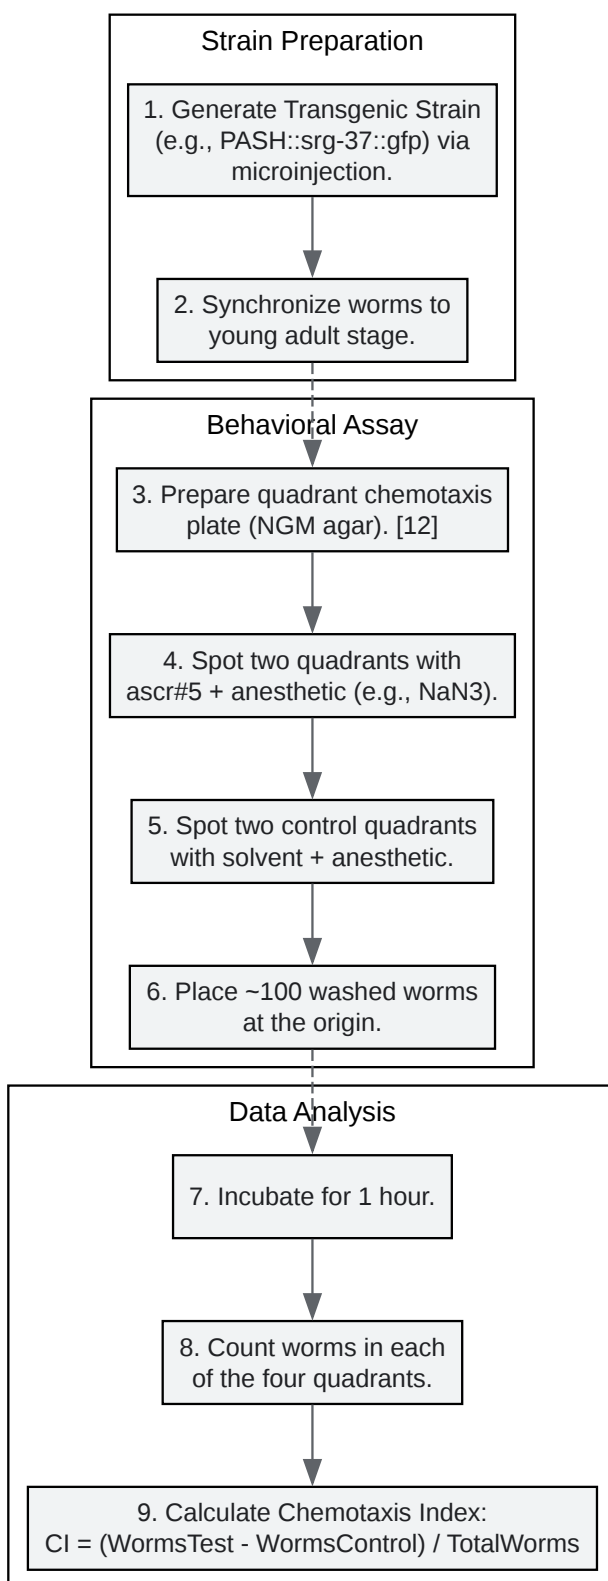 Strain Preparation
1. Generate Transgenic Strain
(e.g., PASH::srg-37::gfp) via
microinjection.
2. Synchronize worms to
young adult stage.
Behavioral Assay
3. Prepare quadrant chemotaxis
plate (NGM agar). [12]
4. Spot two quadrants with
ascr#5 + anesthetic (e.g., NaN3).
5. Spot two control quadrants
with solvent + anesthetic.
6. Place ~100 washed worms
at the origin.
Data Analysis
7. Incubate for 1 hour.
8. Count worms in each
of the four quadrants.
9. Calculate Chemotaxis Index:
CI = (WormsTest - WormsControl) / TotalWorms